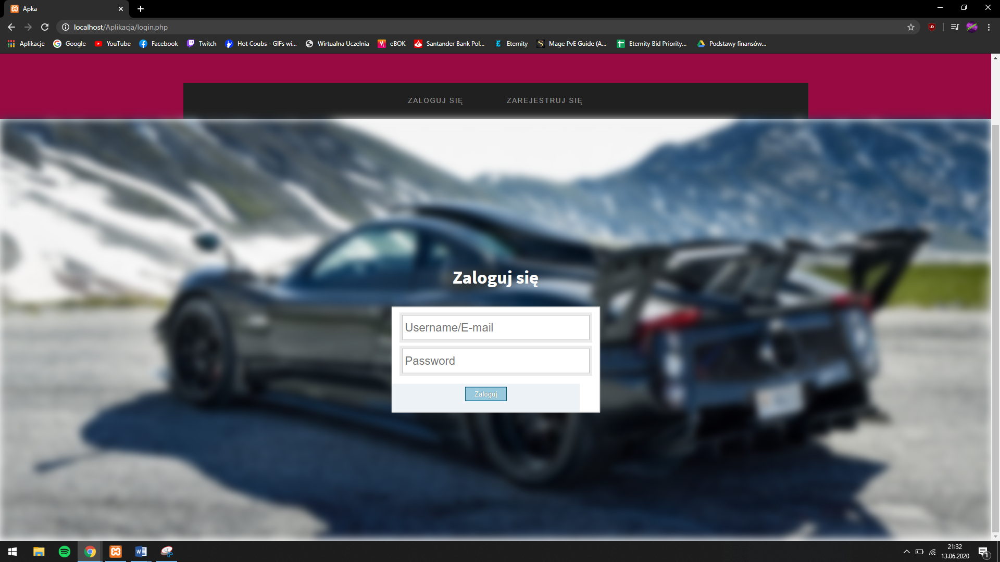 Apka
localhost/Aplikacja/login.php
Aplikacje Google YouTube Facebook Twitch Hot Coubs - GIFs wi... Wirtualna Uczelnia eBOK Santander Bank Pol... Eternity Mage PvE Guide (A... Eternity Bid Priority... Podstawy finansów...
ZALOGUJ SIĘ ZAREJESTRUJ SIĘ
Zaloguj się
Username/E-mail
Password
Zaloguj
21:32
13.06.2020
1